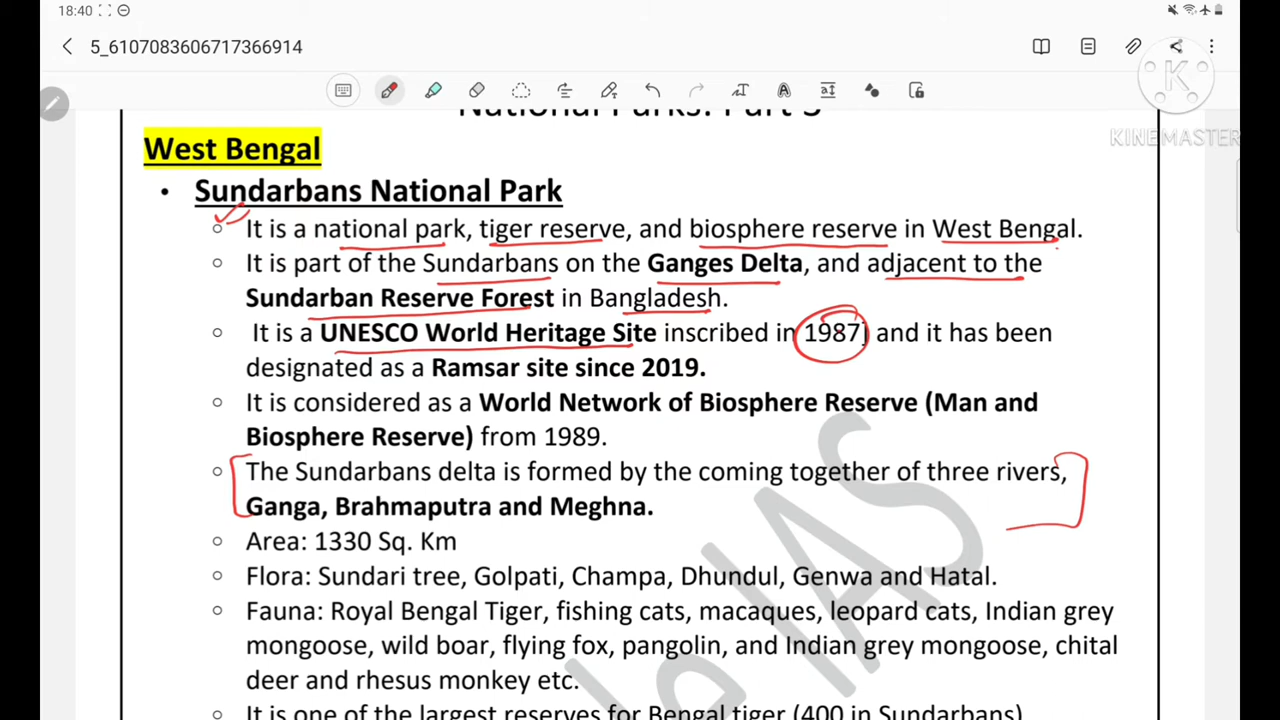 18:40
5_6107083606717366914
K
KINEMASTER
National Parks: Part 3
West Bengal
• Sundarbans National Park
○ It is a national park, tiger reserve, and biosphere reserve in West Bengal.
○ It is part of the Sundarbans on the Ganges Delta, and adjacent to the
Sundarban Reserve Forest in Bangladesh.
○ It is a UNESCO World Heritage Site inscribed in 1987j and it has been
designated as a Ramsar site since 2019.
○ It is considered as a World Network of Biosphere Reserve (Man and
Biosphere Reserve) from 1989.
○ The Sundarbans delta is formed by the coming together of three rivers,
Ganga, Brahmaputra and Meghna.
○ Area: 1330 Sq. Km
○ Flora: Sundari tree, Golpati, Champa, Dhundul, Genwa and Hatal.
○ Fauna: Royal Bengal Tiger, fishing cats, macaques, leopard cats, Indian grey
mongoose, wild boar, flying fox, pangolin, and Indian grey mongoose, chital
deer and rhesus monkey etc.
○ It is one of the largest reserves for Bengal tiger (400 in Sundarbans)
IAS